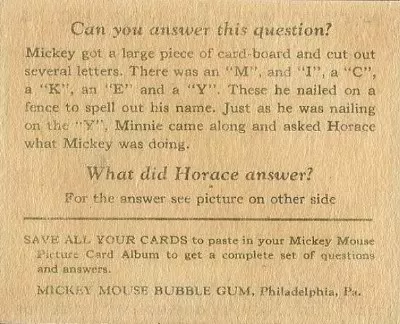 Can you answer this question?
Mickey got a large piece of card-board and cut out
several letters. There was an "M", and "I", a "C",
a "K", an "E" and a "Y". These he nailed on a
fence to spell out his name. Just as he was nailing
on the "Y", Minnie came along and asked Horace
what Mickey was doing.
What did Horace answer?
For the answer see picture on other side
SAVE ALL YOUR CARDS to paste in your Mickey Mouse
Picture Card Album to get a complete set of questions
and answers.
MICKEY MOUSE BUBBLE GUM, Philadelphia, Pa.